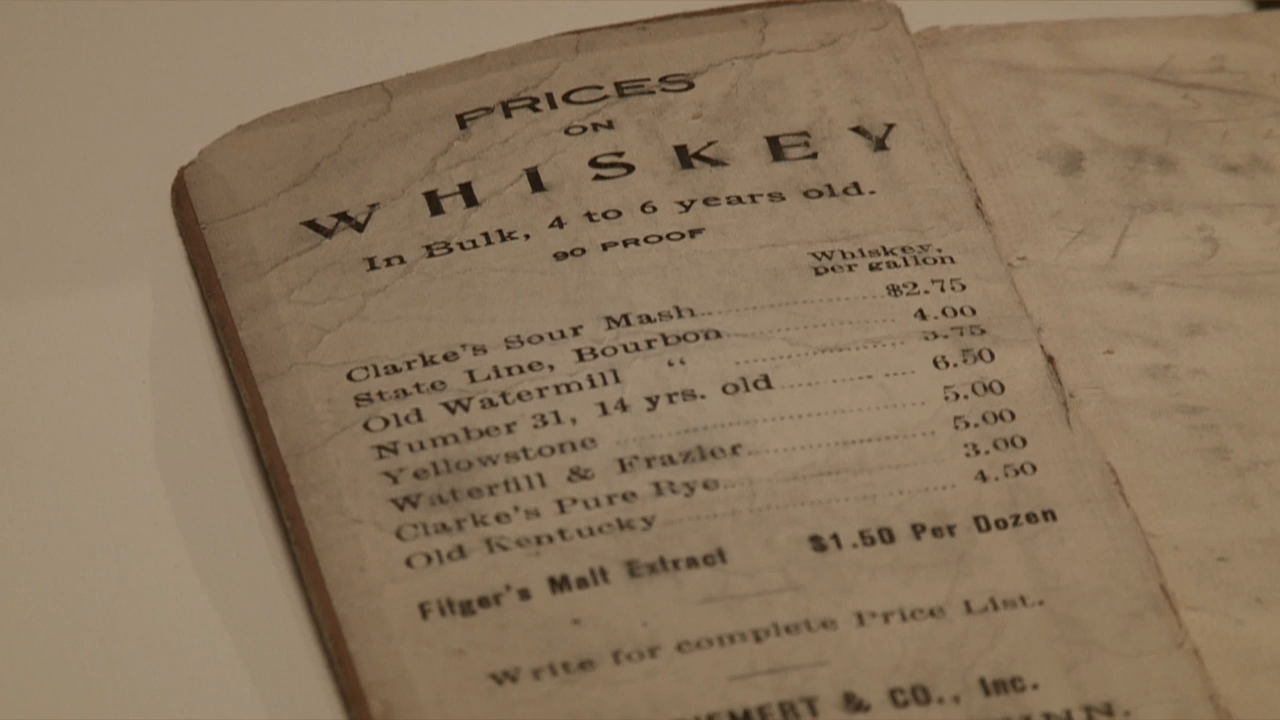 PRICES
ON
WHISKEY
In Bulk, 4 to 6 years old.
90 PROOF
Whiskey.
per gallon
Clarke's Sour Mash.......... $2.75
State Line, Bourbon.......... 4.00
Old Watermill “ .......... 3.75
Number 31, 14 yrs. old .......... 6.50
Yellowstone .......... 5.00
Waterfill & Frazier.......... 5.00
Clarke's Pure Rye.......... 3.00
Old Kentucky .......... 4.50
Fitger's Malt Extract $1.50 Per Dozen
Write for complete Price List.
& CO., Inc.